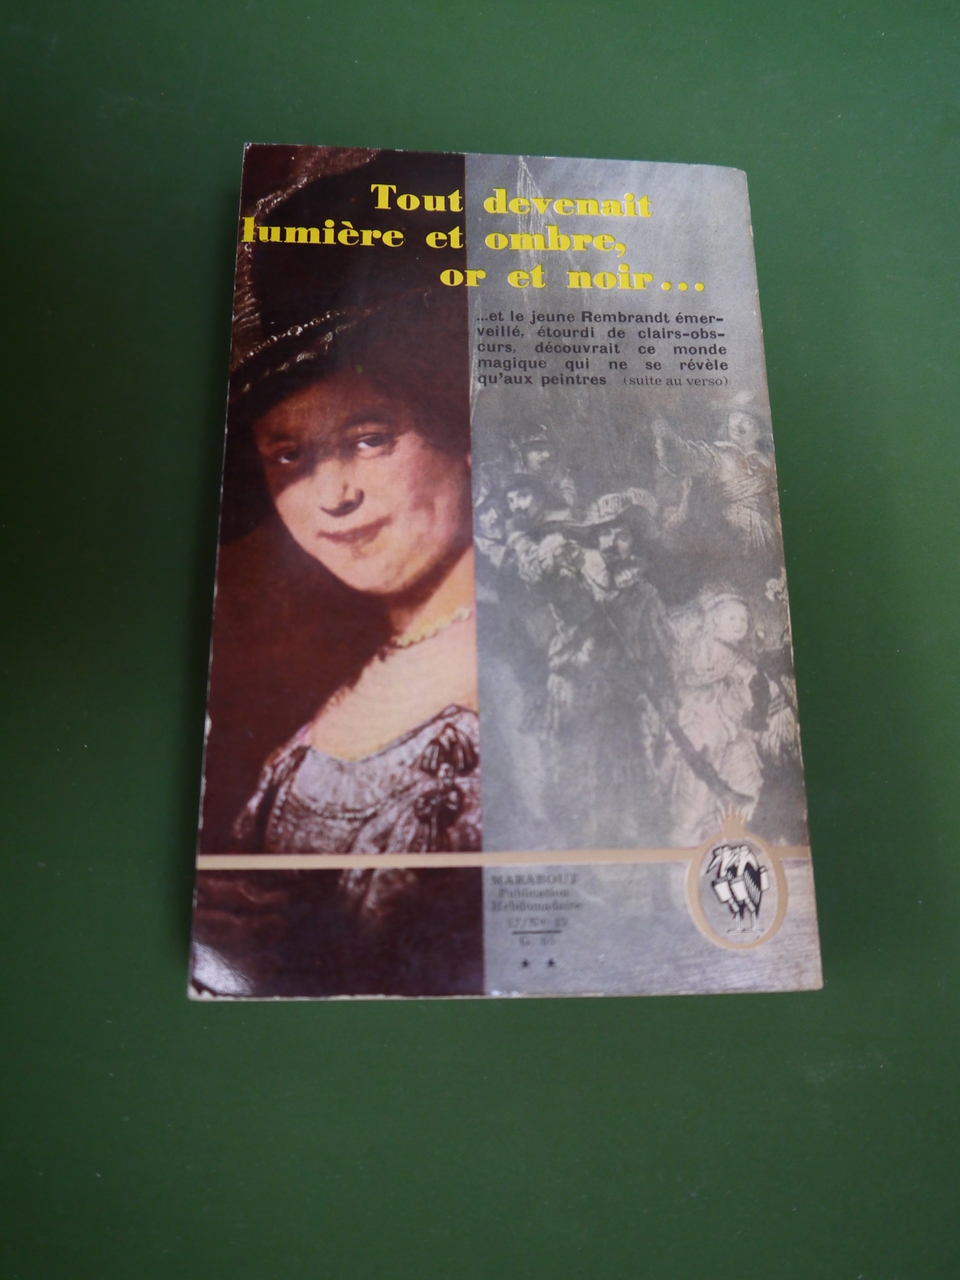 Tout devenait
lumière et ombre,
or et noir...
...et le jeune Rembrandt émer-
veillé, étourdi de clairs-obs-
curs, découvrait ce monde
magique qui ne se révèle
qu'aux peintres (suite au verso)
MARABOUT
Publication
Hebdomadaire